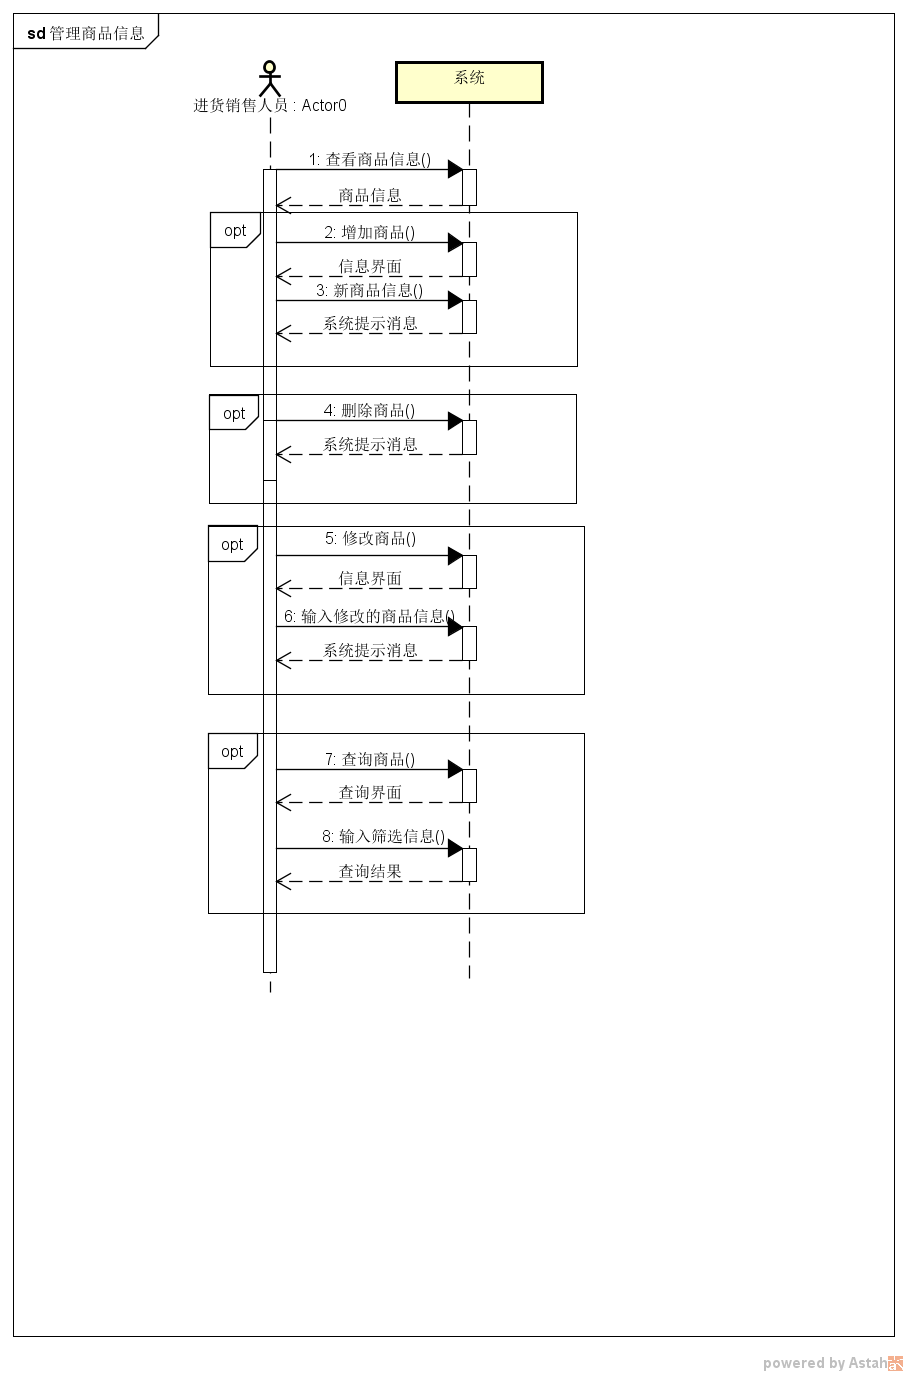 sd 管理商品信息
系统
进货销售人员 : Actor0
1: 查看商品信息()
商品信息
opt
2: 增加商品()
信息界面
3: 新商品信息()
系统提示消息
opt
4: 删除商品()
系统提示消息
opt
5: 修改商品()
信息界面
6: 输入修改的商品信息()
系统提示消息
opt
7: 查询商品()
查询界面
8: 输入筛选信息()
查询结果
powered by Astah